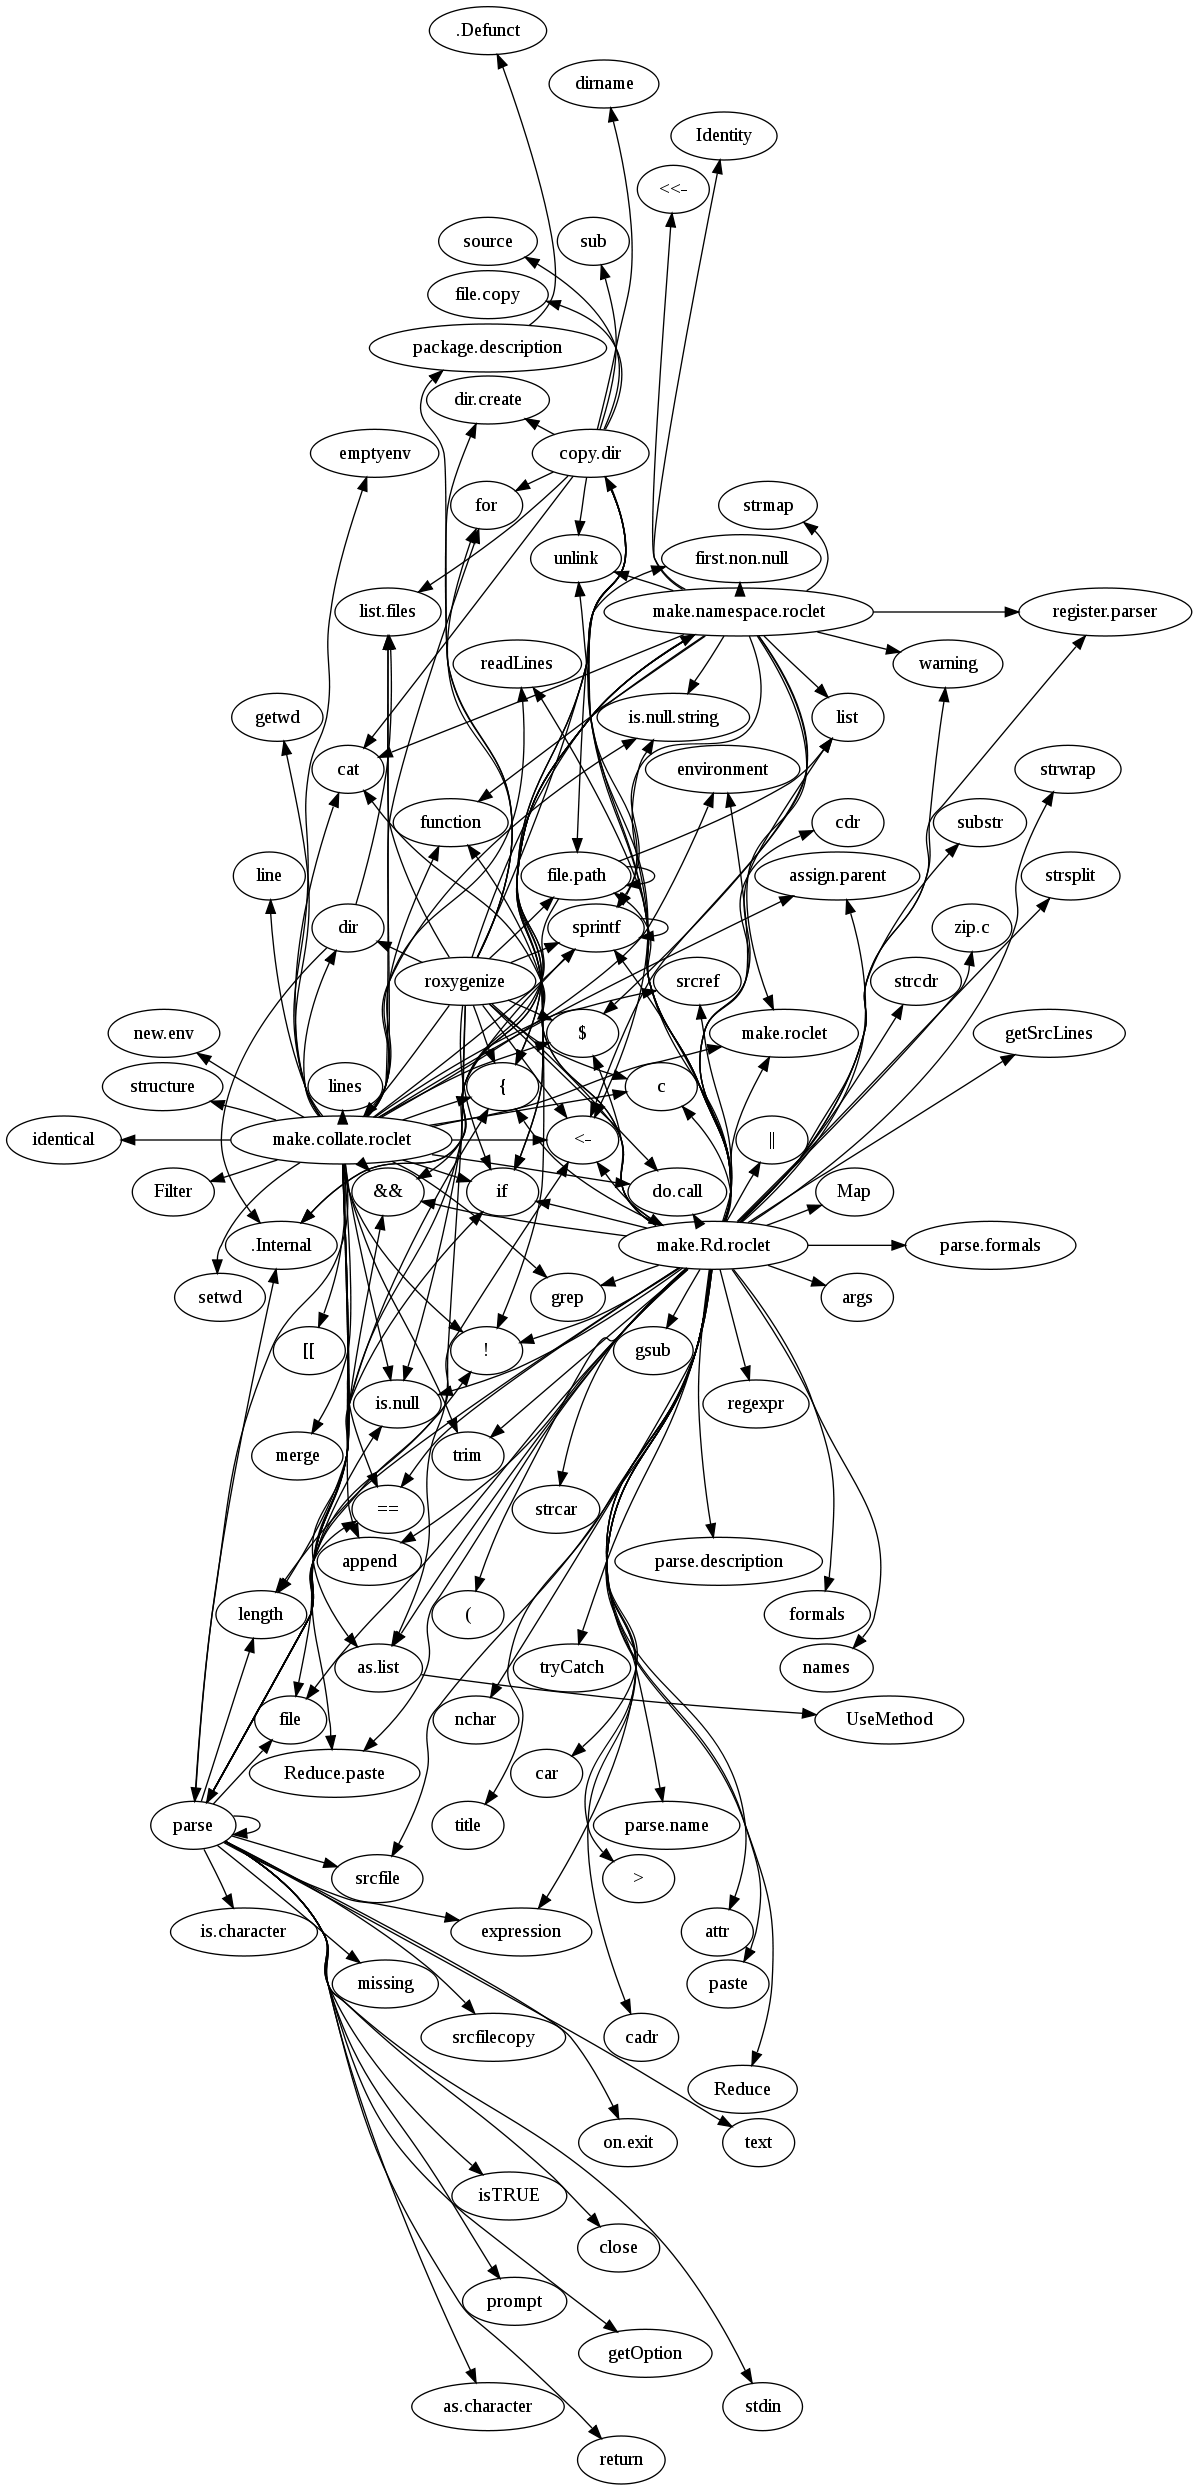 .Defunct
dirname
Identity
<<-
source
sub
file.copy
package.description
dir.create
copy.dir
emptyenv
for
strmap
unlink
first.non.null
list.files
make.namespace.roclet
register.parser
readLines
warning
getwd
is.null.string
list
cat
environment
strwrap
function
cdr
substr
line
file.path
assign.parent
strsplit
dir
sprintf
zip.c
roxygenize
srcref
strcdr
new.env
$
make.roclet
getSrcLines
structure
lines
{
c
identical
make.collate.roclet
<-
||
Filter
&&
if
do.call
Map
.Internal
make.Rd.roclet
parse.formals
setwd
grep
args
[[
!
gsub
is.null
regexpr
merge
trim
==
strcar
append
parse.description
length
(
formals
as.list
tryCatch
names
file
nchar
UseMethod
Reduce.paste
car
parse
title
parse.name
srcfile
>
is.character
expression
attr
missing
paste
srcfilecopy
cadr
Reduce
on.exit
text
isTRUE
close
prompt
getOption
as.character
stdin
return